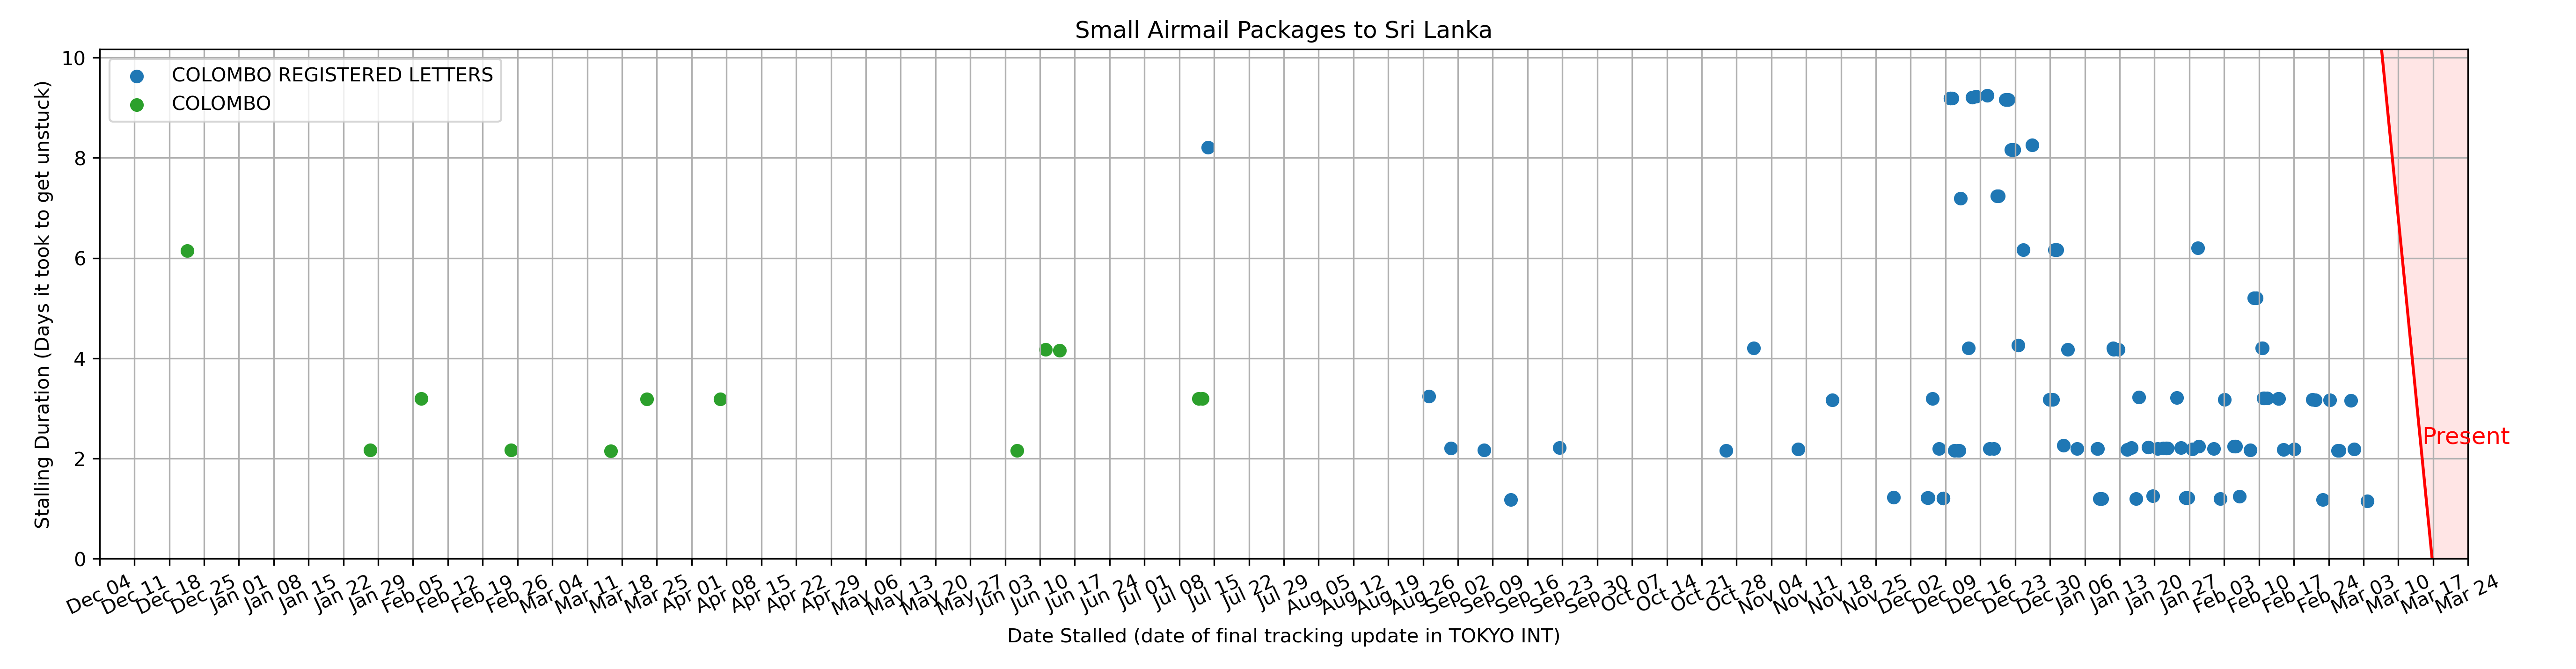 Small Airmail Packages to Sri Lanka
Stalling Duration (Days it took to get unstuck)
10
8
6
4
2
0
COLOMBO REGISTERED LETTERS
COLOMBO
Present
Dec 04
Dec 11
Dec 18
Dec 25
Jan 01
Jan 08
Jan 15
Jan 22
Jan 29
Feb 05
Feb 12
Feb 19
Feb 26
Mar 04
Mar 11
Mar 18
Mar 25
Apr 01
Apr 08
Apr 15
Apr 22
Apr 29
May 06
May 13
May 20
May 27
Jun 03
Jun 10
Jun 17
Jun 24
Jul 01
Jul 08
Jul 15
Jul 22
Jul 29
Aug 05
Aug 12
Aug 19
Aug 26
Sep 02
Sep 09
Sep 16
Sep 23
Sep 30
Oct 07
Oct 14
Oct 21
Oct 28
Nov 04
Nov 11
Nov 18
Nov 25
Dec 02
Dec 09
Dec 16
Dec 23
Dec 30
Jan 06
Jan 13
Jan 20
Jan 27
Feb 03
Feb 10
Feb 17
Feb 24
Mar 03
Mar 10
Mar 17
Mar 24
Date Stalled (date of final tracking update in TOKYO INT)